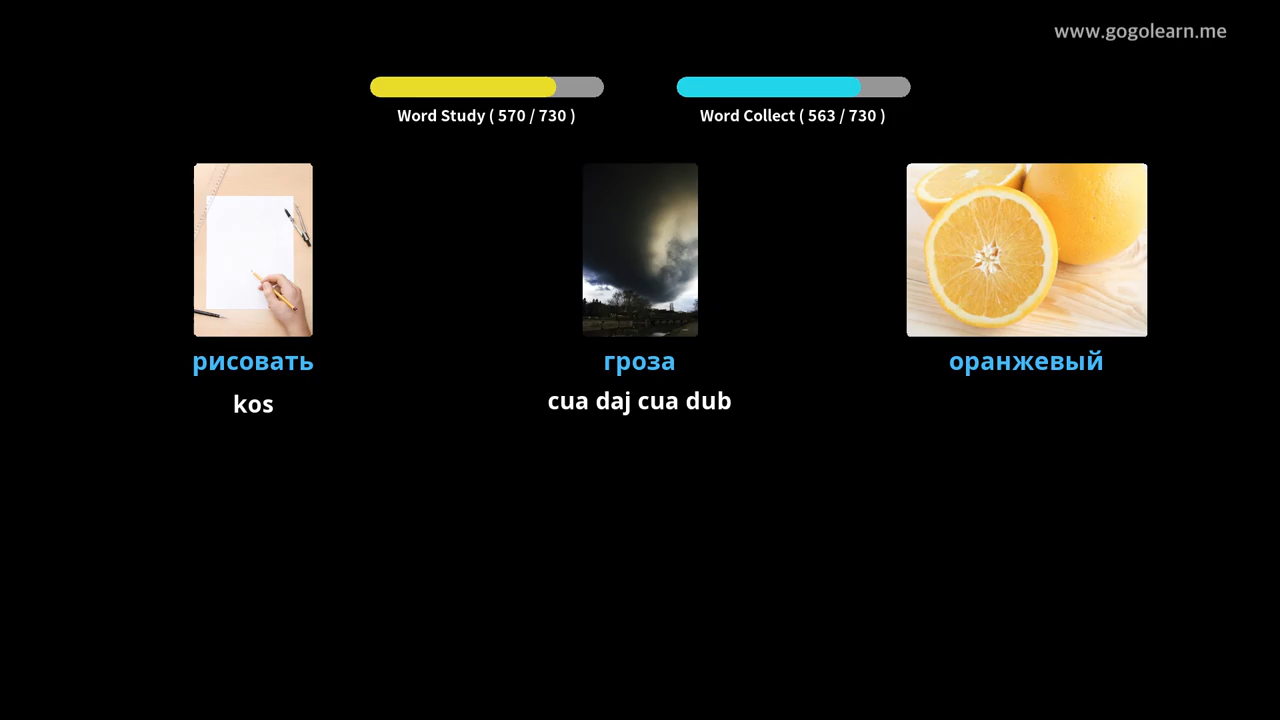 www.gogolearn.me
Word Study ( 570 / 730 )
Word Collect ( 563 / 730 )
рисовать
гроза
оранжевый
kos
cua daj cua dub